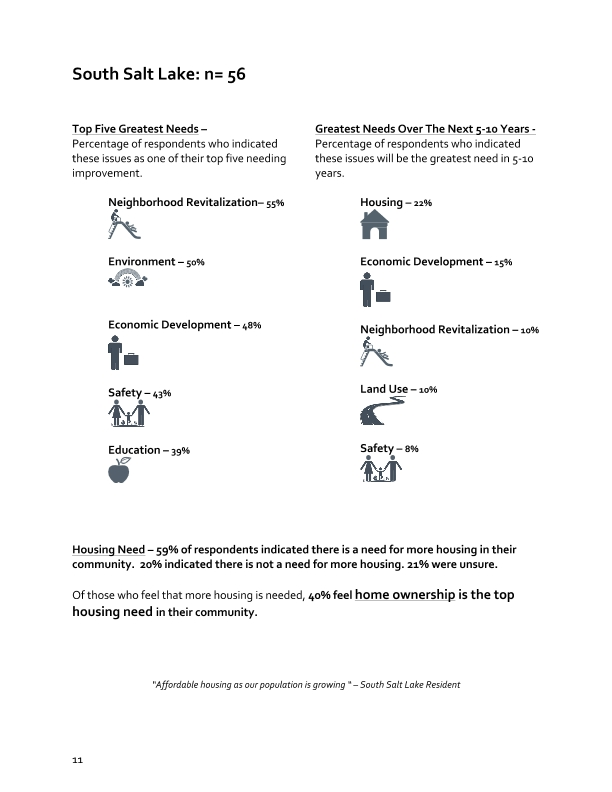 South Salt Lake: n= 56
Top Five Greatest Needs –
Percentage of respondents who indicated
these issues as one of their top five needing
improvement.
Neighborhood Revitalization– 55%
Environment – 50%
Economic Development – 48%
Safety – 43%
Education – 39%
Greatest Needs Over The Next 5-10 Years -
Percentage of respondents who indicated
these issues will be the greatest need in 5-10
years.
Housing – 22%
Economic Development – 15%
Neighborhood Revitalization – 10%
Land Use – 10%
Safety – 8%
Housing Need – 59% of respondents indicated there is a need for more housing in their
community.  20% indicated there is not a need for more housing. 21% were unsure.
Of those who feel that more housing is needed, 40% feel home ownership is the top
housing need in their community.
"Affordable housing as our population is growing " – South Salt Lake Resident
11